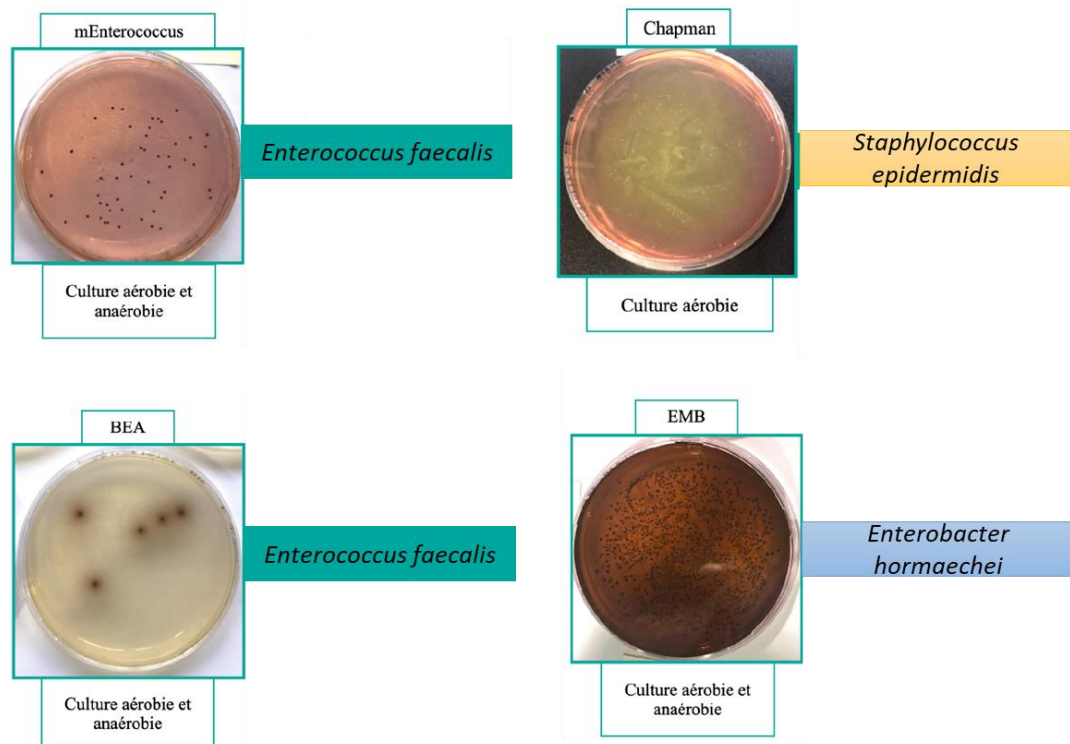 mEnterococcus
Enterococcus faecalis
Culture aérobie et
anaérobie
Chapman
Staphylococcus
epidermidis
Culture aérobie
BEA
Enterococcus faecalis
Culture aérobie et
anaérobie
EMB
Enterobacter
hormaechei
Culture aérobie et
anaérobie